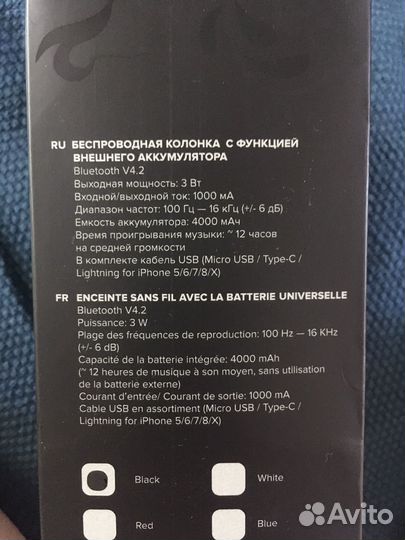 RU БЕСПРОВОДНАЯ КОЛОНКА С ФУНКЦИЕЙ
ВНЕШНЕГО АККУМУЛЯТОРА
Bluetooth V4.2
Выходная мощность: 3 Вт
Входной/выходной ток: 1000 мА
Диапазон частот: 100 Гц — 16 кГц (+/- 6 дБ)
Емкость аккумулятора: 4000 мАч
Время проигрывания музыки: ~ 12 часов
на средней громкости
В комплекте кабель USB (Micro USB / Type-C /
Lightning for iPhone 5/6/7/8/X)
FR ENCEINTE SANS FIL AVEC LA BATTERIE UNIVERSELLE
Bluetooth V4.2
Puissance: 3 W
Plage des fréquences de reproduction: 100 Hz — 16 KHz
(+/- 6 dB)
Capacité de la batterie intégrée: 4000 mAh
(~ 12 heures de musique à son moyen, sans utilisation
de la batterie externe)
Courant d'entrée/ Courant de sortie: 1000 mA
Cable USB en assortiment (Micro USB / Type-C /
Lightning for iPhone 5/6/7/8/X)
Black
White
Red
Blue
Avito